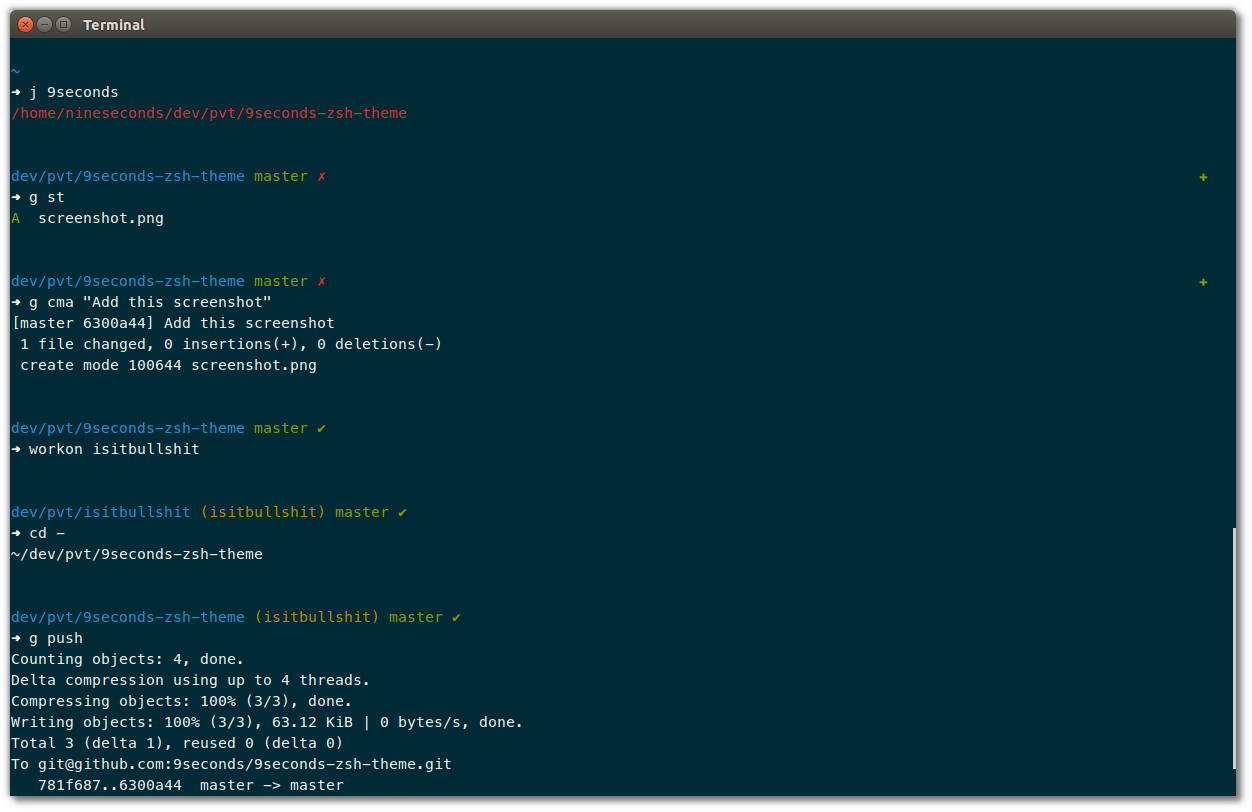 Terminal
~
➜ j 9seconds
/home/nineseconds/dev/pvt/9seconds-zsh-theme
dev/pvt/9seconds-zsh-theme master ✗ ✚
➜ g st
A  screenshot.png
dev/pvt/9seconds-zsh-theme master ✗ ✚
➜ g cma "Add this screenshot"
[master 6300a44] Add this screenshot
 1 file changed, 0 insertions(+), 0 deletions(-)
 create mode 100644 screenshot.png
dev/pvt/9seconds-zsh-theme master ✔
➜ workon isitbullshit
dev/pvt/isitbullshit (isitbullshit) master ✔
➜ cd -
~/dev/pvt/9seconds-zsh-theme
dev/pvt/9seconds-zsh-theme (isitbullshit) master ✔
➜ g push
Counting objects: 4, done.
Delta compression using up to 4 threads.
Compressing objects: 100% (3/3), done.
Writing objects: 100% (3/3), 63.12 KiB | 0 bytes/s, done.
Total 3 (delta 1), reused 0 (delta 0)
To git@github.com:9seconds/9seconds-zsh-theme.git
   781f687..6300a44  master -> master